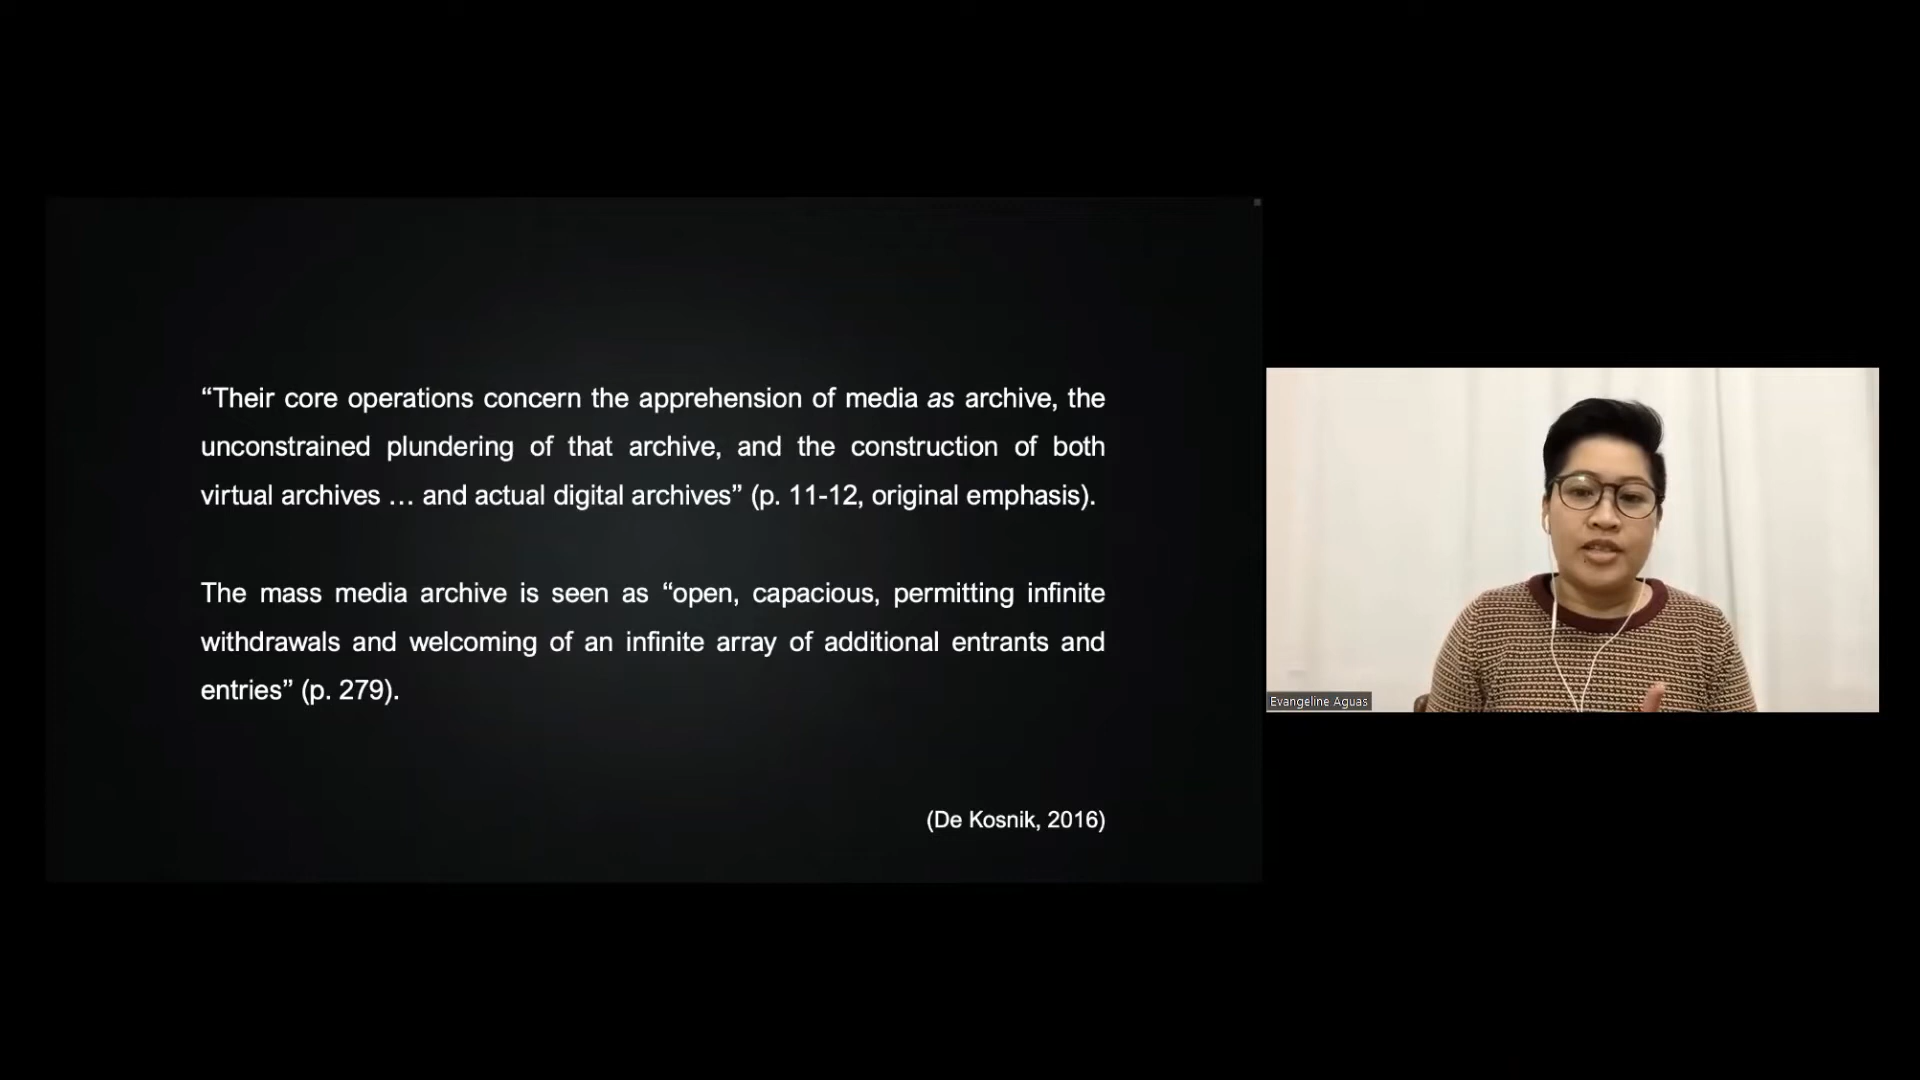 “Their core operations concern the apprehension of media as archive, the
unconstrained plundering of that archive, and the construction of both
virtual archives … and actual digital archives” (p. 11-12, original emphasis).
The mass media archive is seen as “open, capacious, permitting infinite
withdrawals and welcoming of an infinite array of additional entrants and
entries” (p. 279).
(De Kosnik, 2016)
Evangeline Aguas